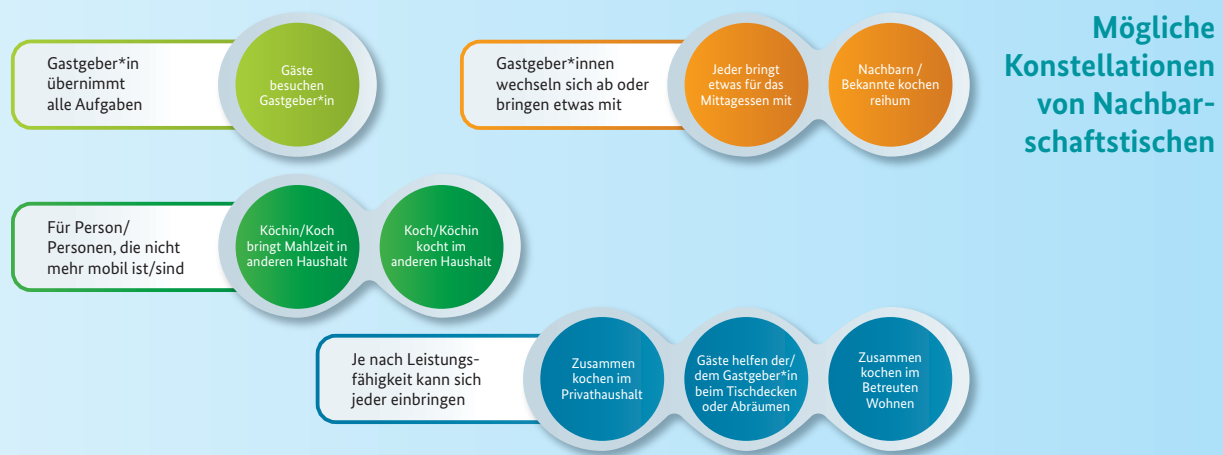 Mögliche
Konstellationen
von Nachbar-
schaftstischen
Gastgeber*in
übernimmt
alle Aufgaben
Gäste
besuchen
Gastgeber*in
Gastgeber*innen
wechseln sich ab oder
bringen etwas mit
Jeder bringt
etwas für das
Mittagessen mit
Nachbarn /
Bekannte kochen
reihum
Für Person/
Personen, die nicht
mehr mobil ist/sind
Köchin/Koch
bringt Mahlzeit in
anderen Haushalt
Koch/Köchin
kocht im
anderen Haushalt
Je nach Leistungs-
fähigkeit kann sich
jeder einbringen
Zusammen
kochen im
Privathaushalt
Gäste helfen der/
dem Gastgeber*in
beim Tischdecken
oder Abräumen
Zusammen
kochen im
Betreuten
Wohnen